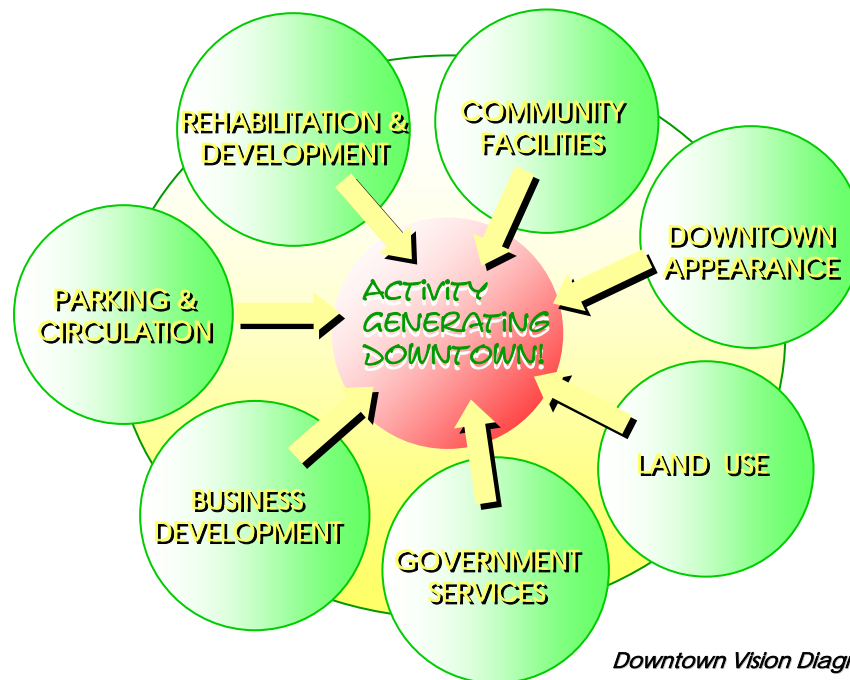 REHABILITATION &
DEVELOPMENT
COMMUNITY
FACILITIES
DOWNTOWN
APPEARANCE
PARKING &
CIRCULATION
ACTiViTY
GENERATiNG
DOWNTOWN!
LAND USE
BUSINESS
DEVELOPMENT
GOVERNMENT
SERVICES
Downtown Vision Diagr